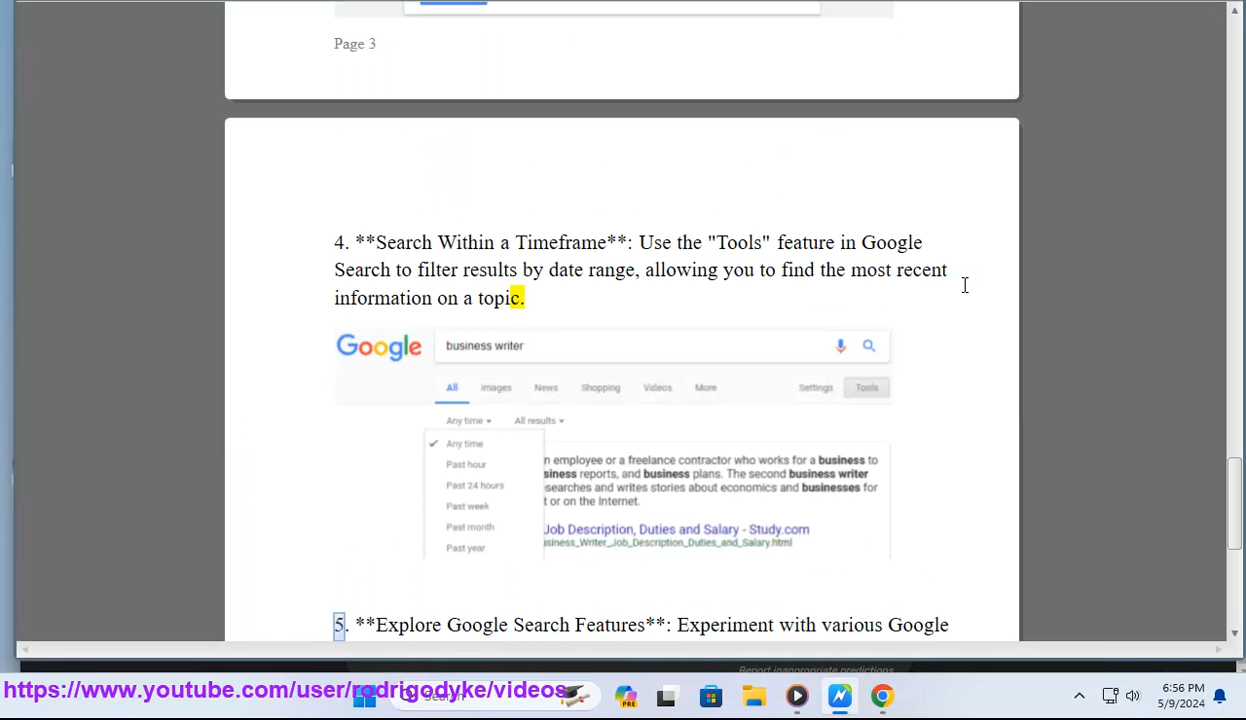 Page 3
4. **Search Within a Timeframe**: Use the "Tools" feature in Google
Search to filter results by date range, allowing you to find the most recent
information on a topic.
Google
business writer
All Images News Shopping Videos More Settings Tools
Any time All results
Any time
Past hour
Past 24 hours
Past week
Past month
Past year
n employee or a freelance contractor who works for a business to
siness reports, and business plans. The second business writer
searches and writes stories about economics and businesses for
t or on the Internet.
Job Description, Duties and Salary - Study.com
usiness_Writer_Job_Description_Duties_and_Salary.html
5. **Explore Google Search Features**: Experiment with various Google
Report inappropriate predictions
https://www.youtube.com/user/rodrigodyke/videos
Search
PRE
6:56 PM
5/9/2024